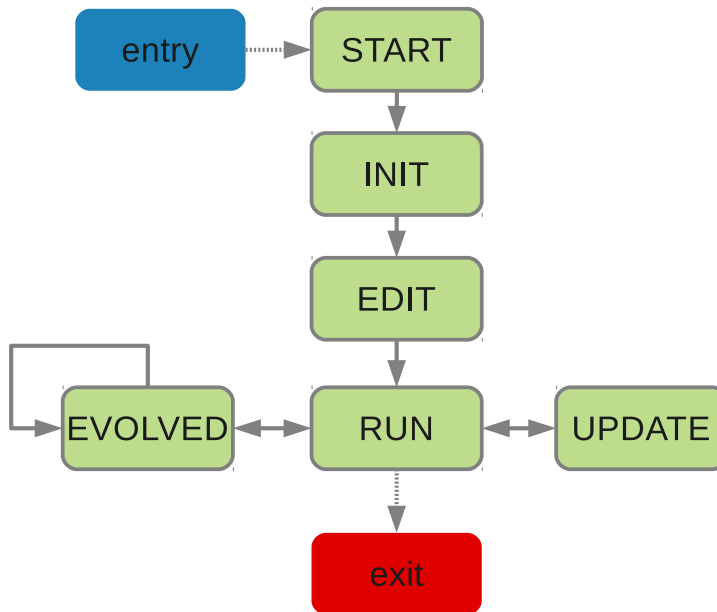 entry
START
INIT
EDIT
EVOLVED
RUN
UPDATE
exit